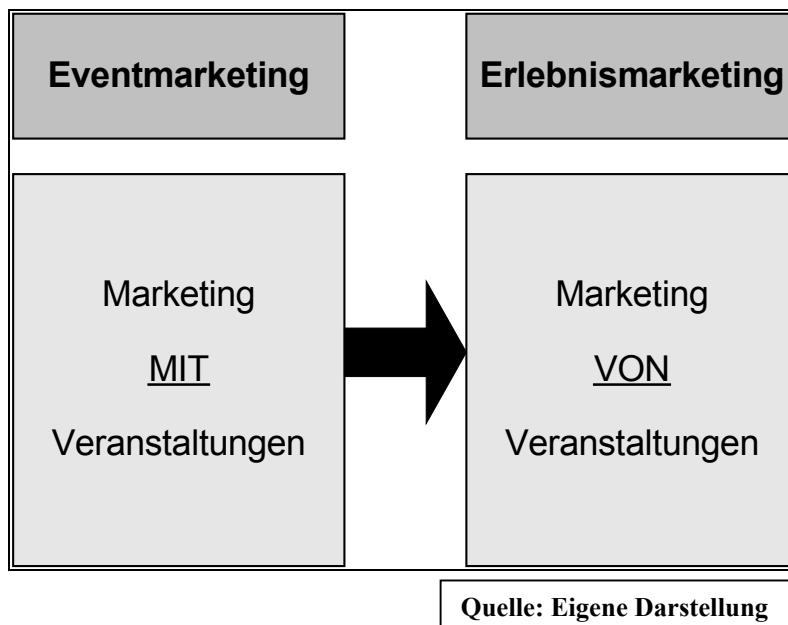 Eventmarketing
Erlebnismarketing
Marketing
MIT
Veranstaltungen
Marketing
VON
Veranstaltungen
Quelle: Eigene Darstellung